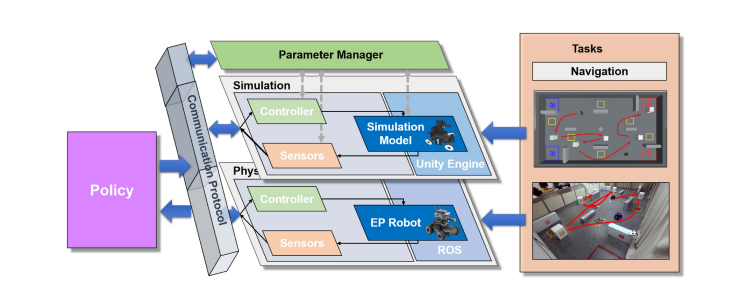 Parameter Manager
Simulation
Controller
Sensors
Simulation
Model
Unity Engine
Communication Protocol
Policy
Phys
Controller
Sensors
EP Robot
ROS
Tasks
Navigation